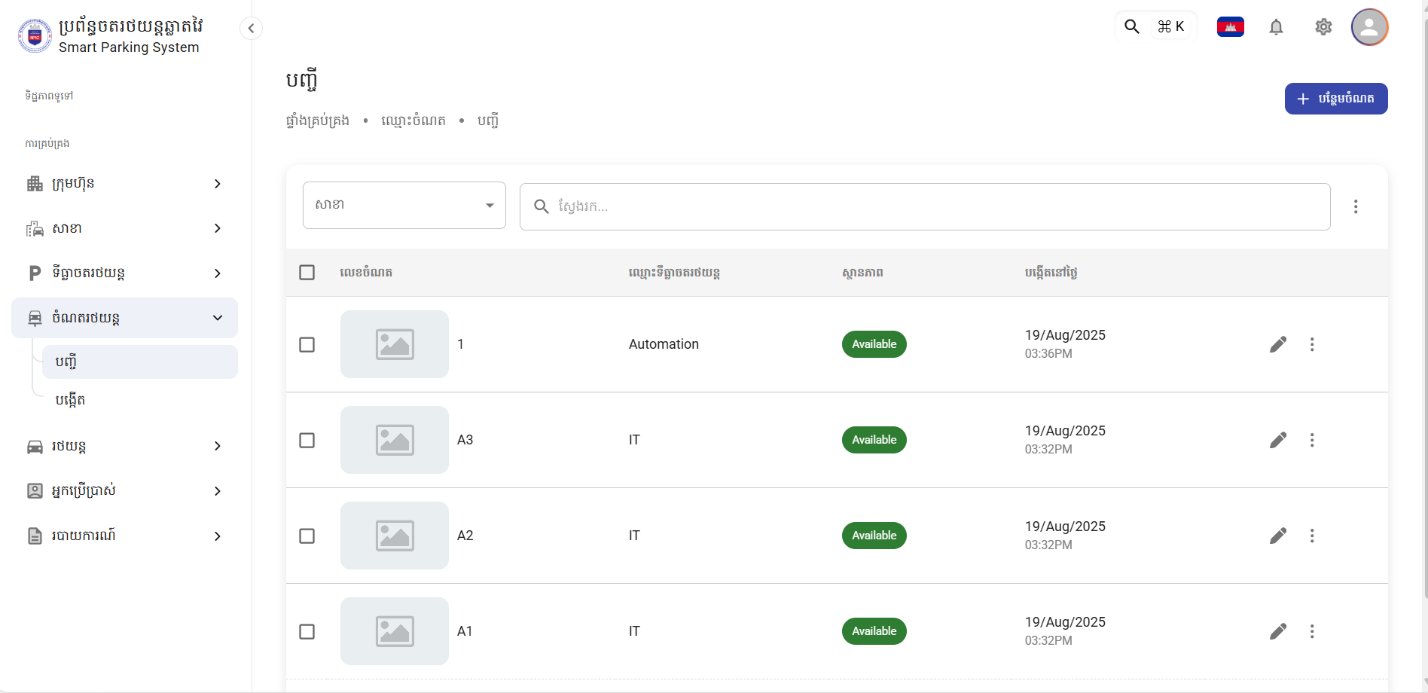 ប្រព័ន្ធចតរថយន្តឆ្លាតវៃ
Smart Parking System
⌘ K
ទិដ្ឋភាពទូទៅ
ការគ្រប់គ្រង
ក្រុមហ៊ុន
សាខា
ទីធ្លាចតរថយន្ត
ចំណតរថយន្ត
បញ្ជី
បង្កើត
រថយន្ត
អ្នកប្រើប្រាស់
របាយការណ៍
បញ្ជី
ផ្ទាំងគ្រប់គ្រង • ឈ្មោះចំណត • បញ្ជី
+ បន្ថែមចំណត
សាខា
ស្វែងរក...
លេខចំណត ឈ្មោះទីធ្លាចតរថយន្ត ស្ថានភាព បង្កើតនៅថ្ងៃ
1 Automation Available 19/Aug/2025
03:36PM
A3 IT Available 19/Aug/2025
03:32PM
A2 IT Available 19/Aug/2025
03:32PM
A1 IT Available 19/Aug/2025
03:32PM